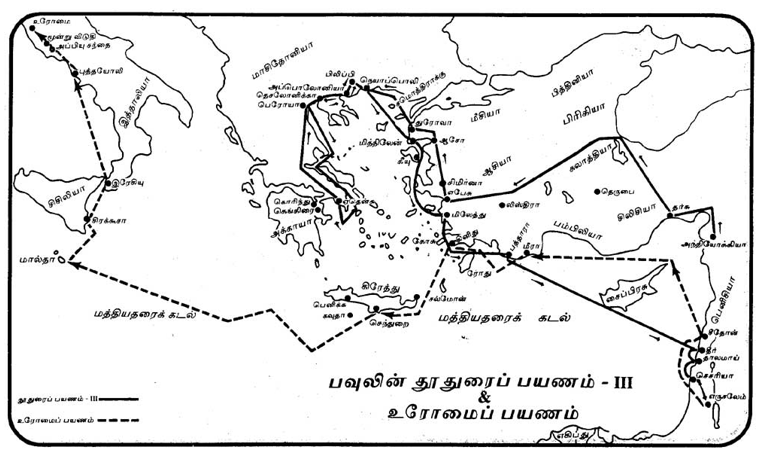 உரோமை
மூன்று விடுதி
அப்பியு சந்தை
புத்தயோலி
இத்தாலியா
சிசிலியா
இரேகியு
சிரக்கூசா
மால்தா
மாசிதோனியா
பிலிப்பி
நெயாப்பொலி
அப்பொலோனியா
தெசலோனிக்கா
பெரோயா
துரோவா
மித்திலேன்
ஆசோ
கீயு
மீசியா
பித்தினியா
பிரிகியா
ஆசியா
கலாத்தியா
சிமிர்னா
எபேசு
லிஸ்திரா
தெருபை
தர்சு
சிலிசியா
அந்தியோக்கியா
கொரிந்து
கெங்கிரை
ஏதென்
அக்காயா
மிலேத்து
பம்பிலியா
கோசு
பத்தாரா
மீரா
ரோது
கிரேத்து
சல்மோன்
பெனிக்சு
கவுதா
செந்துறை
சைப்பிரசு
பெனிசியா
மத்தியதரைக் கடல்
மத்தியதரைக் கடல்
சீதோன்
தீர்
தாலமாய்
செசரியா
எருசலேம்
எகிப்து
பவுலின் தூதுரைப் பயணம் - III
&
உரோமைப் பயணம்
தூதுரைப் பயணம் - III
உரோமைப் பயணம்